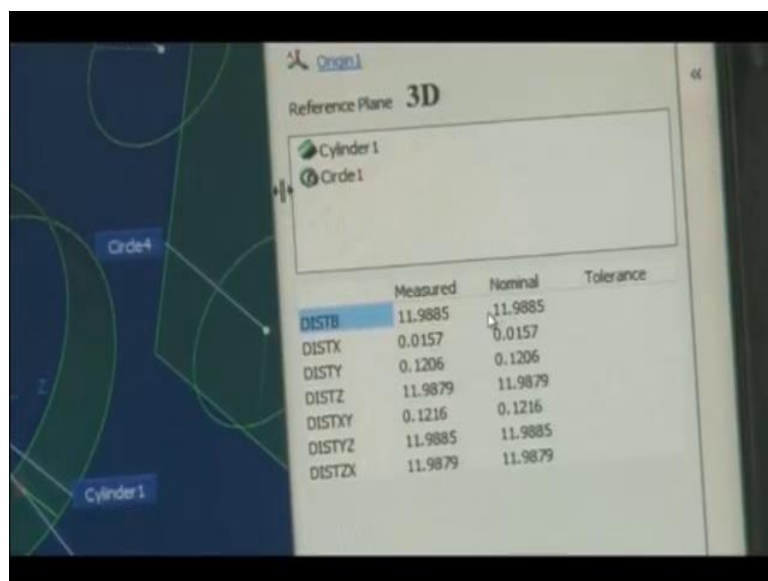 Origin1
Reference Plane 3D
Cylinder1
Circle1
Circle4
Measured Nominal Tolerance
DISTB 11.9885 11.9885
DISTX 0.0157 0.0157
DISTY 0.1206 0.1206
DISTZ 11.9879 11.9879
DISTXY 0.1216 0.1216
DISTYZ 11.9885 11.9885
DISTZX 11.9879 11.9879
Z
Cylinder1